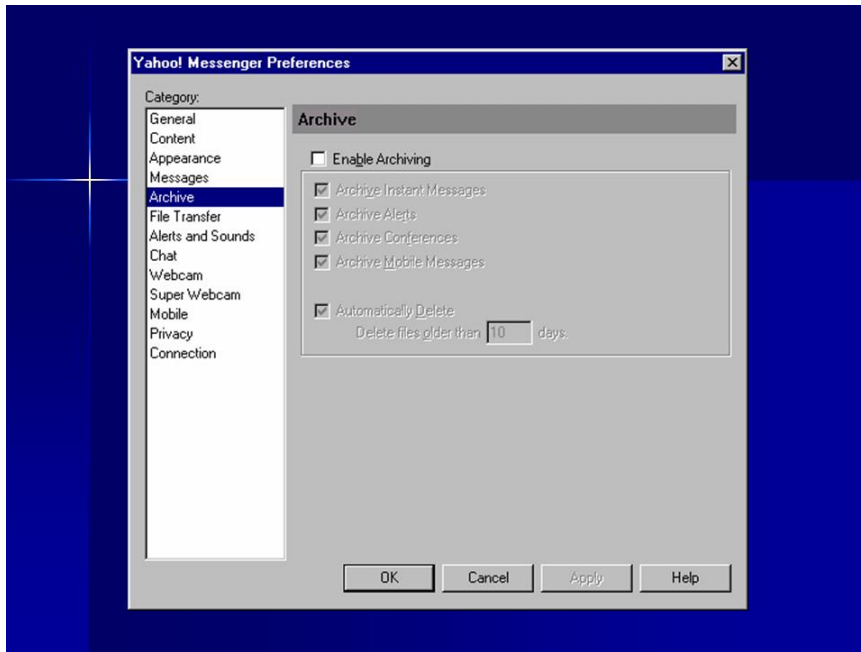 Yahoo! Messenger Preferences
Category:
General
Content
Appearance
Messages
Archive
File Transfer
Alerts and Sounds
Chat
Webcam
Super Webcam
Mobile
Privacy
Connection
Archive
Enable Archiving
Archive Instant Messages
Archive Alerts
Archive Conferences
Archive Mobile Messages
Automatically Delete
Delete files older than 10 days.
OK Cancel Apply Help